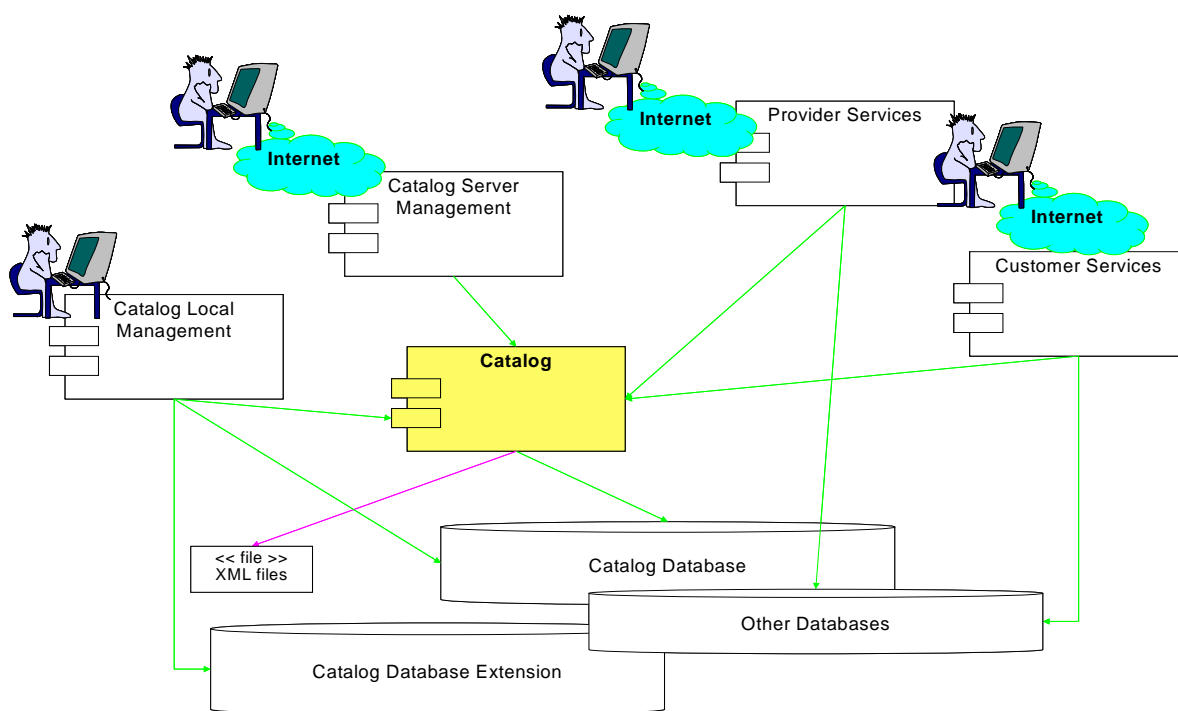 Internet
Provider Services
Internet
Catalog Server
Management
Internet
Customer Services
Catalog Local
Management
Catalog
<< file >>
XML files
Catalog Database
Other Databases
Catalog Database Extension